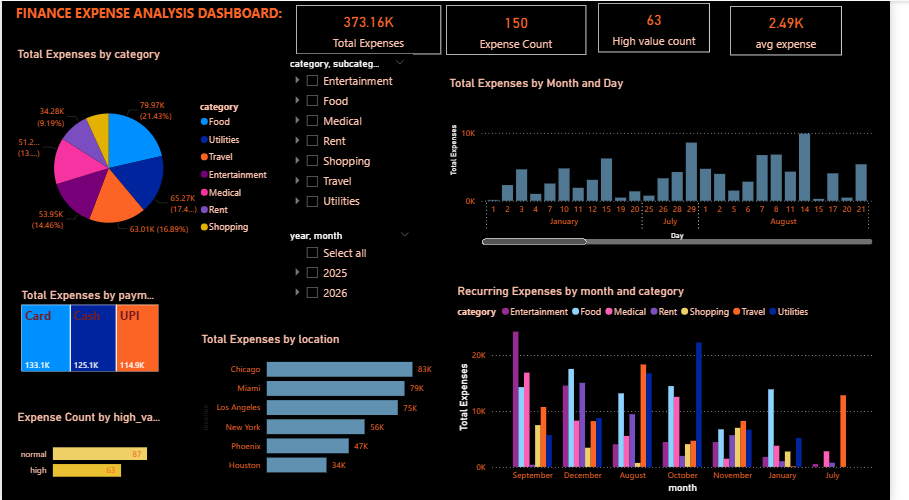 FINANCE EXPENSE ANALYSIS DASHBOARD:
373.16K
Total Expenses
150
Expense Count
63
High value count
2.49K
avg expense
Total Expenses by category
79.97K
(21.43%)
65.27K
(17.4...)
63.01K (16.89%)
53.95K
(14.46%)
51.2...
(13....)
34.28K
(9.19%)
category
Food
Utilities
Travel
Entertainment
Medical
Rent
Shopping
category, subcateg...
Entertainment
Food
Medical
Rent
Shopping
Travel
Utilities
year, month
Select all
2025
2026
Total Expenses by Month and Day
Total Expenses
10K
0K
1 2 3 4 7 10 11 12 15 19 20 25 26 28 29 1 2 5 6 7 8 11 14 15 17 20 21
January July August
Day
Total Expenses by paym...
Card Cash UPI
133.1K 125.1K 114.9K
Total Expenses by location
location
Chicago 83K
Miami 79K
Los Angeles 75K
New York 56K
Phoenix 47K
Houston 34K
Expense Count by high_va...
normal 87
high 63
Recurring Expenses by month and category
category Entertainment Food Medical Rent Shopping Travel Utilities
Total Expenses
20K
10K
0K
September December August October November January July
month